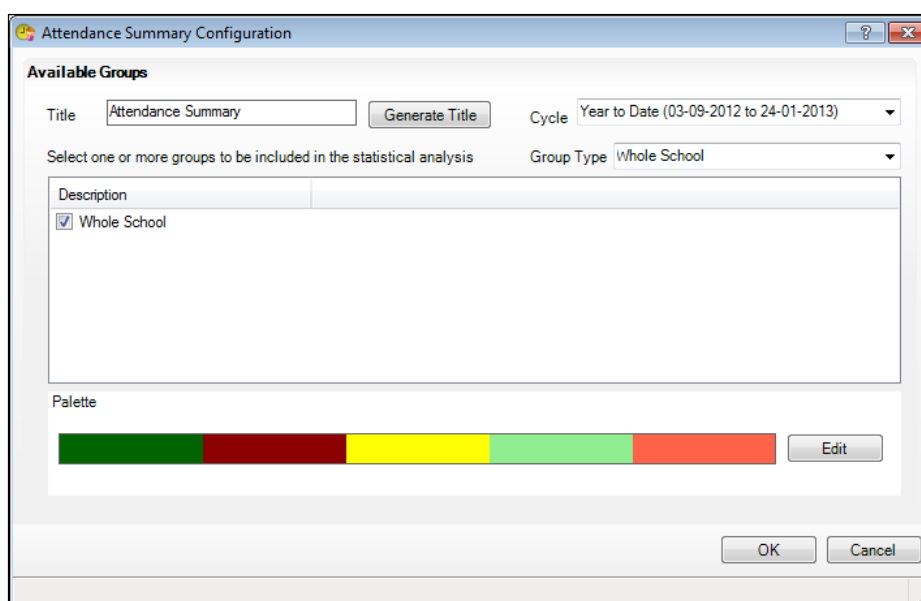 Attendance Summary Configuration
Available Groups
Title Attendance Summary Generate Title Cycle Year to Date (03-09-2012 to 24-01-2013)
Select one or more groups to be included in the statistical analysis Group Type Whole School
Description
Whole School
Palette
Edit
OK Cancel